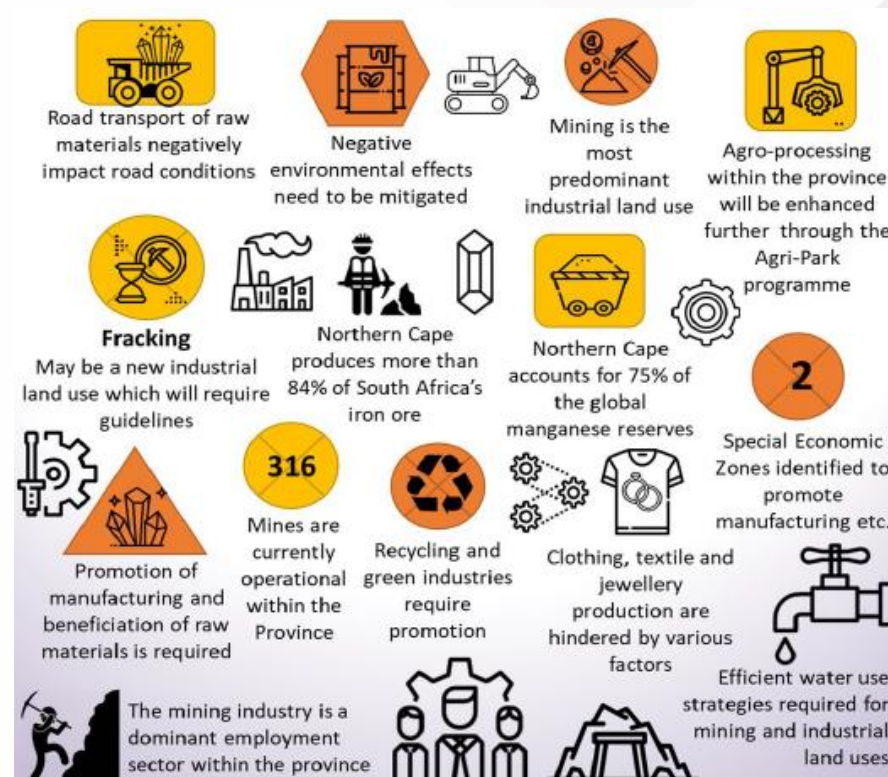 Road transport of raw
materials negatively
impact road conditions
Negative
environmental effects
need to be mitigated
Mining is the
most
predominant
industrial land use
Agro-processing
within the province
will be enhanced
further through the
Agri-Park
programme
Fracking
May be a new industrial
land use which will require
guidelines
Northern Cape
produces more than
84% of South Africa's
iron ore
Northern Cape
accounts for 75% of
the global
manganese reserves
2
Special Economic
Zones identified to
promote
manufacturing etc.
Promotion of
manufacturing and
beneficiation of raw
materials is required
316
Mines are
currently
operational
within the
Province
Recycling and
green industries
require
promotion
Clothing, textile and
jewellery
production are
hindered by various
factors
Efficient water use
strategies required for
mining and industrial
land uses
The mining industry is a
dominant employment
sector within the province